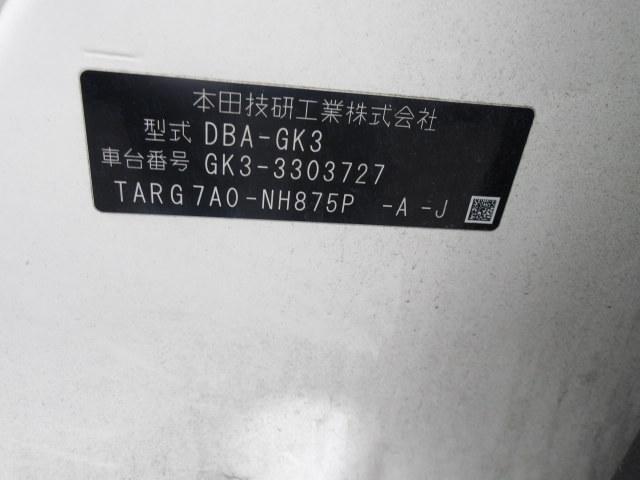 本田技研工業株式会社
型式 DBA-GK3
車台番号 GK3-3303727
TARG7A0-NH875P -A -J